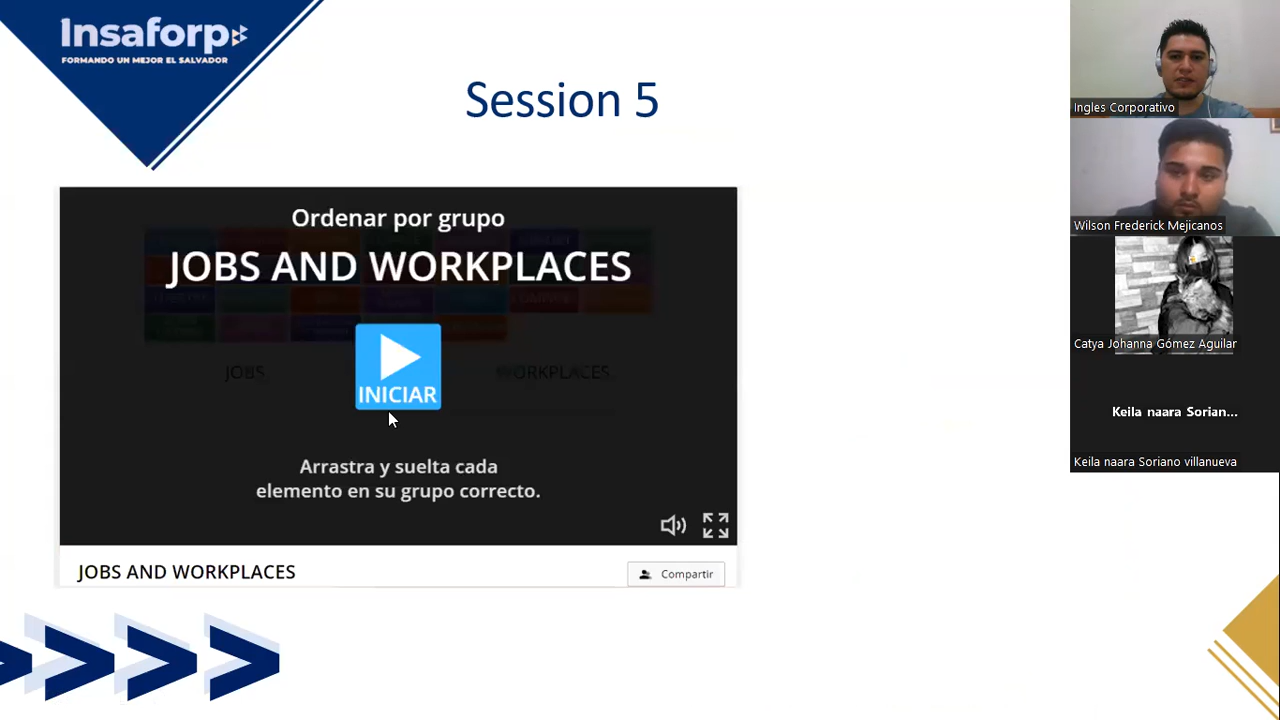 Insaforp
FORMANDO UN MEJOR EL SALVADOR
Session 5
Ordenar por grupo
JOBS AND WORKPLACES
JOBS
WORKPLACES
INICIAR
Arrastra y suelta cada
elemento en su grupo correcto.
JOBS AND WORKPLACES
Compartir
Ingles Corporativo
Wilson Frederick Mejicanos
Catya Johanna Gómez Aguilar
Keila naara Sorian...
Keila naara Soriano villanueva